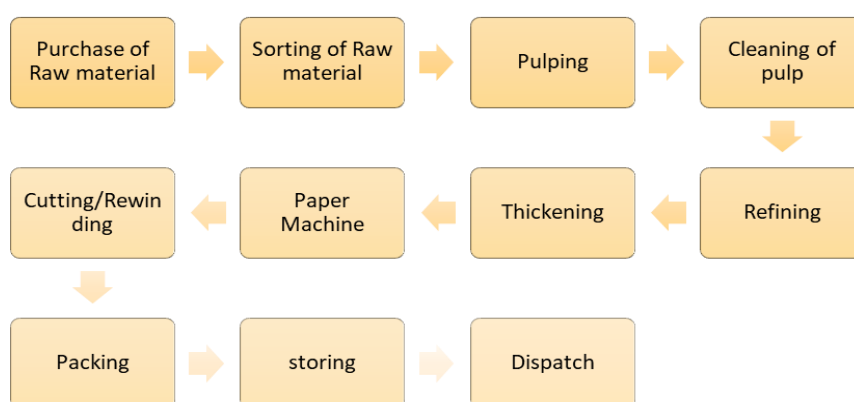 Purchase of
Raw material
Sorting of Raw
material
Pulping
Cleaning of
pulp
Refining
Thickening
Paper
Machine
Cutting/Rewin
ding
Packing
storing
Dispatch